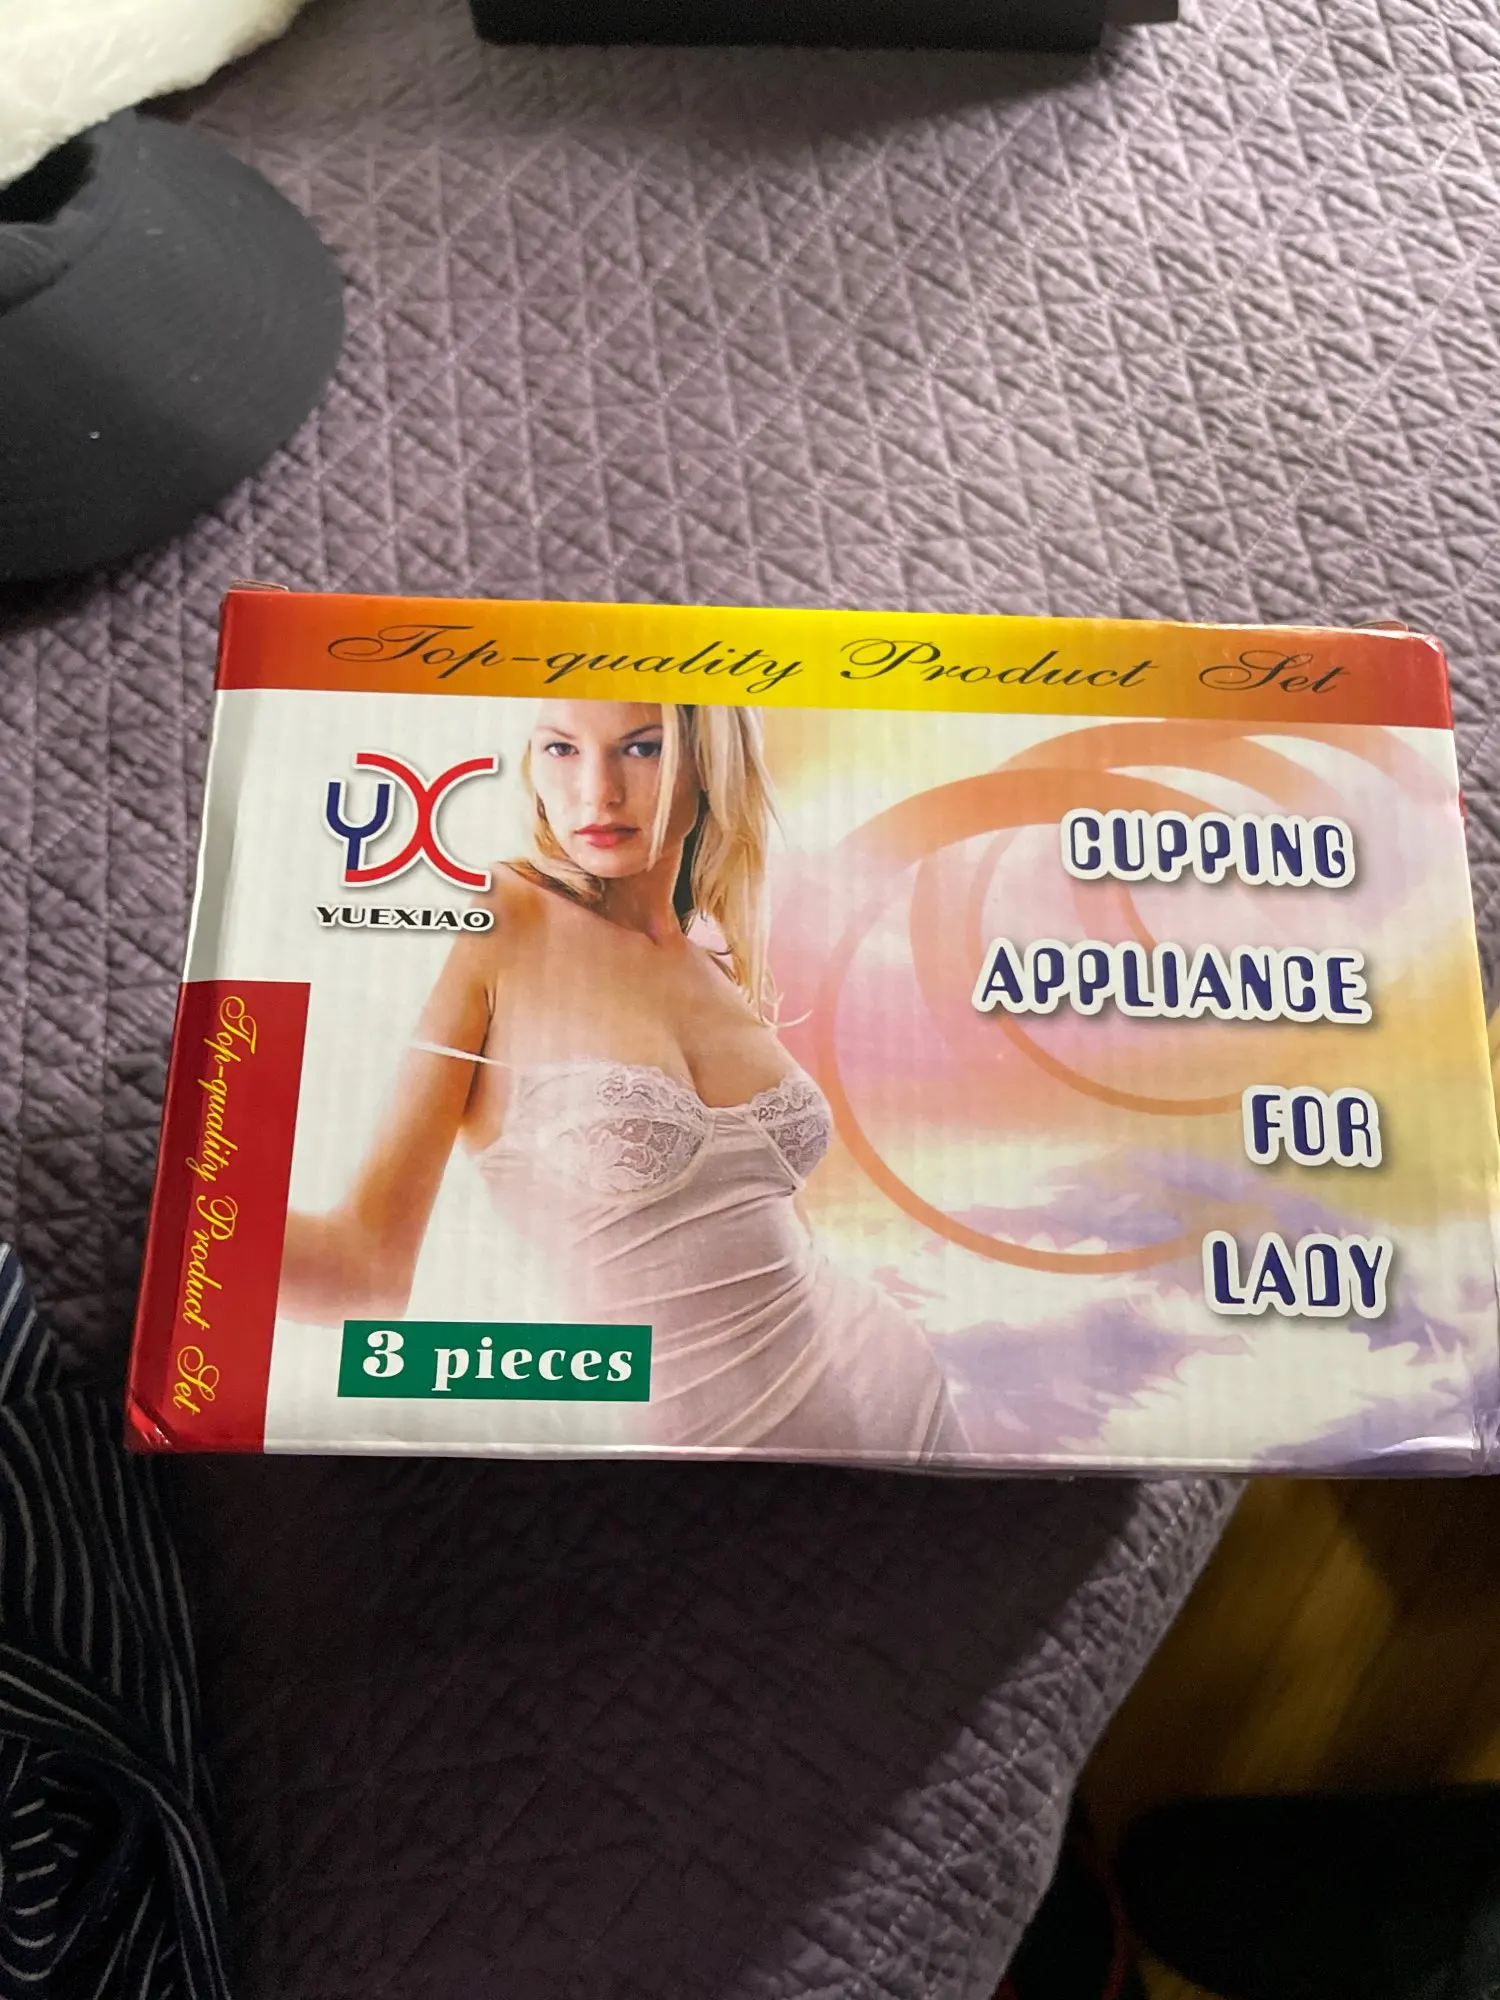 Top-quality Product Set
YX
YUEXIAO
CUPPING
APPLIANCE
FOR
LADY
Top-quality Product Set
3 pieces